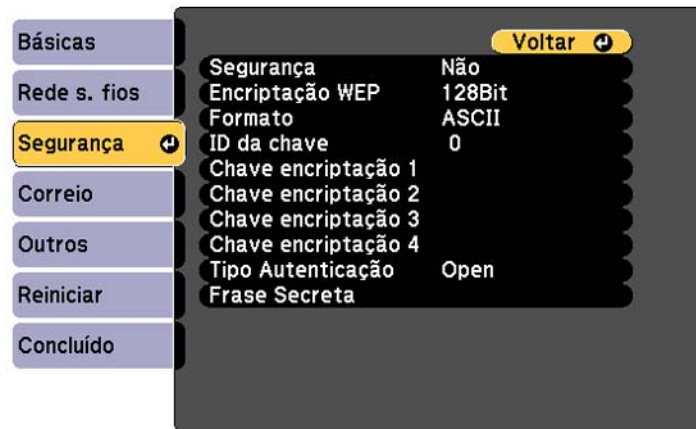 Básicas
Rede s. fios
Segurança
Correio
Outros
Reiniciar
Concluído
Voltar
Segurança Não
Encriptação WEP 128Bit
Formato ASCII
ID da chave 0
Chave encriptação 1
Chave encriptação 2
Chave encriptação 3
Chave encriptação 4
Tipo Autenticação Open
Frase Secreta